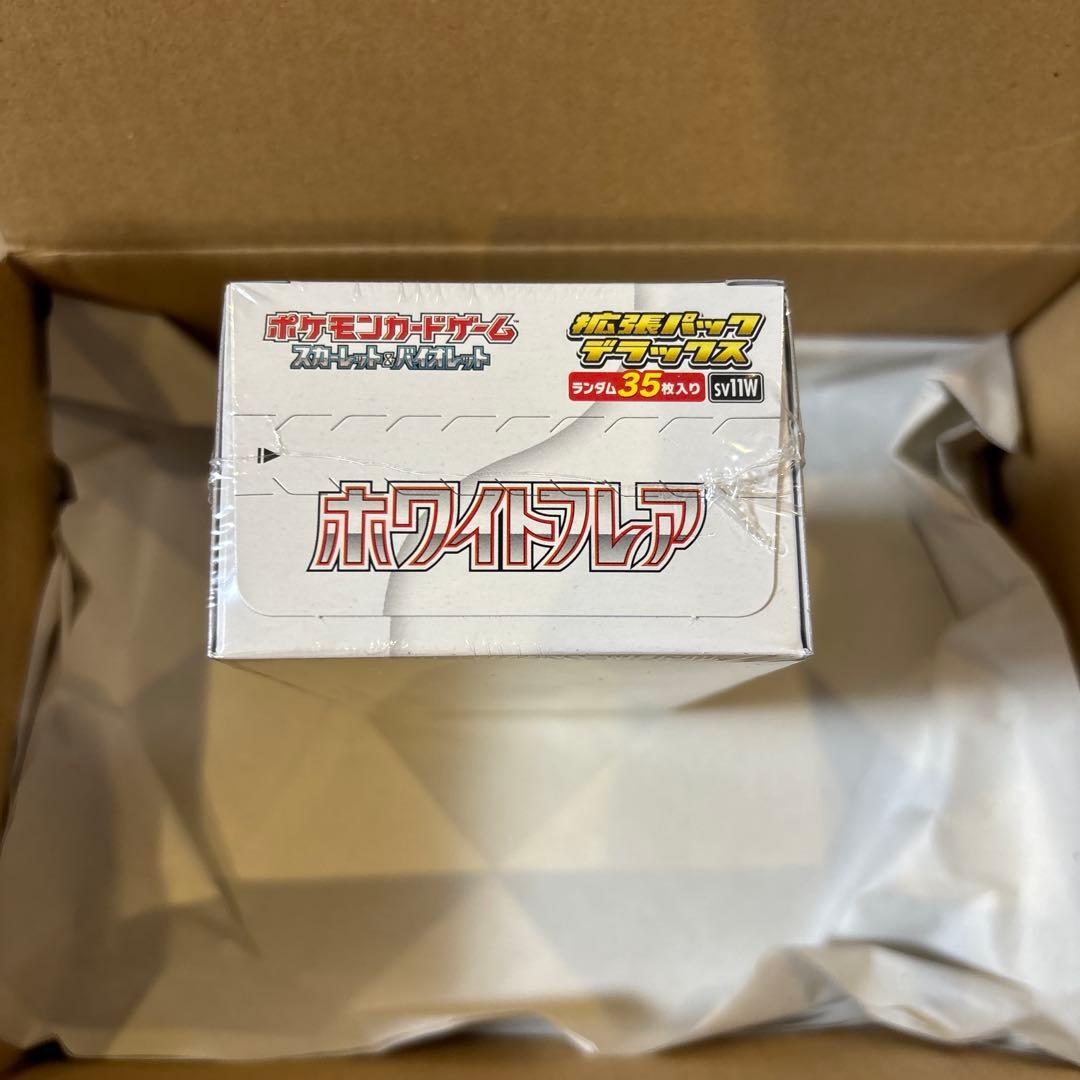 ポケモンカードゲーム
スカーレット&バイオレット
拡張パック
デラックス
ランダム35枚入り
SV11W
ホワイトフレア